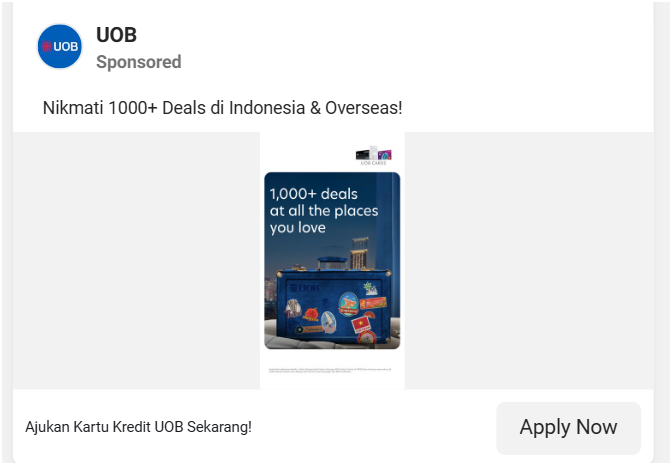 UOB
UOB
Sponsored
Nikmati 1000+ Deals di Indonesia & Overseas!
UOB CARDS
1,000+ deals
at all the places
you love
UOB
Ajukan Kartu Kredit UOB Sekarang!
Apply Now